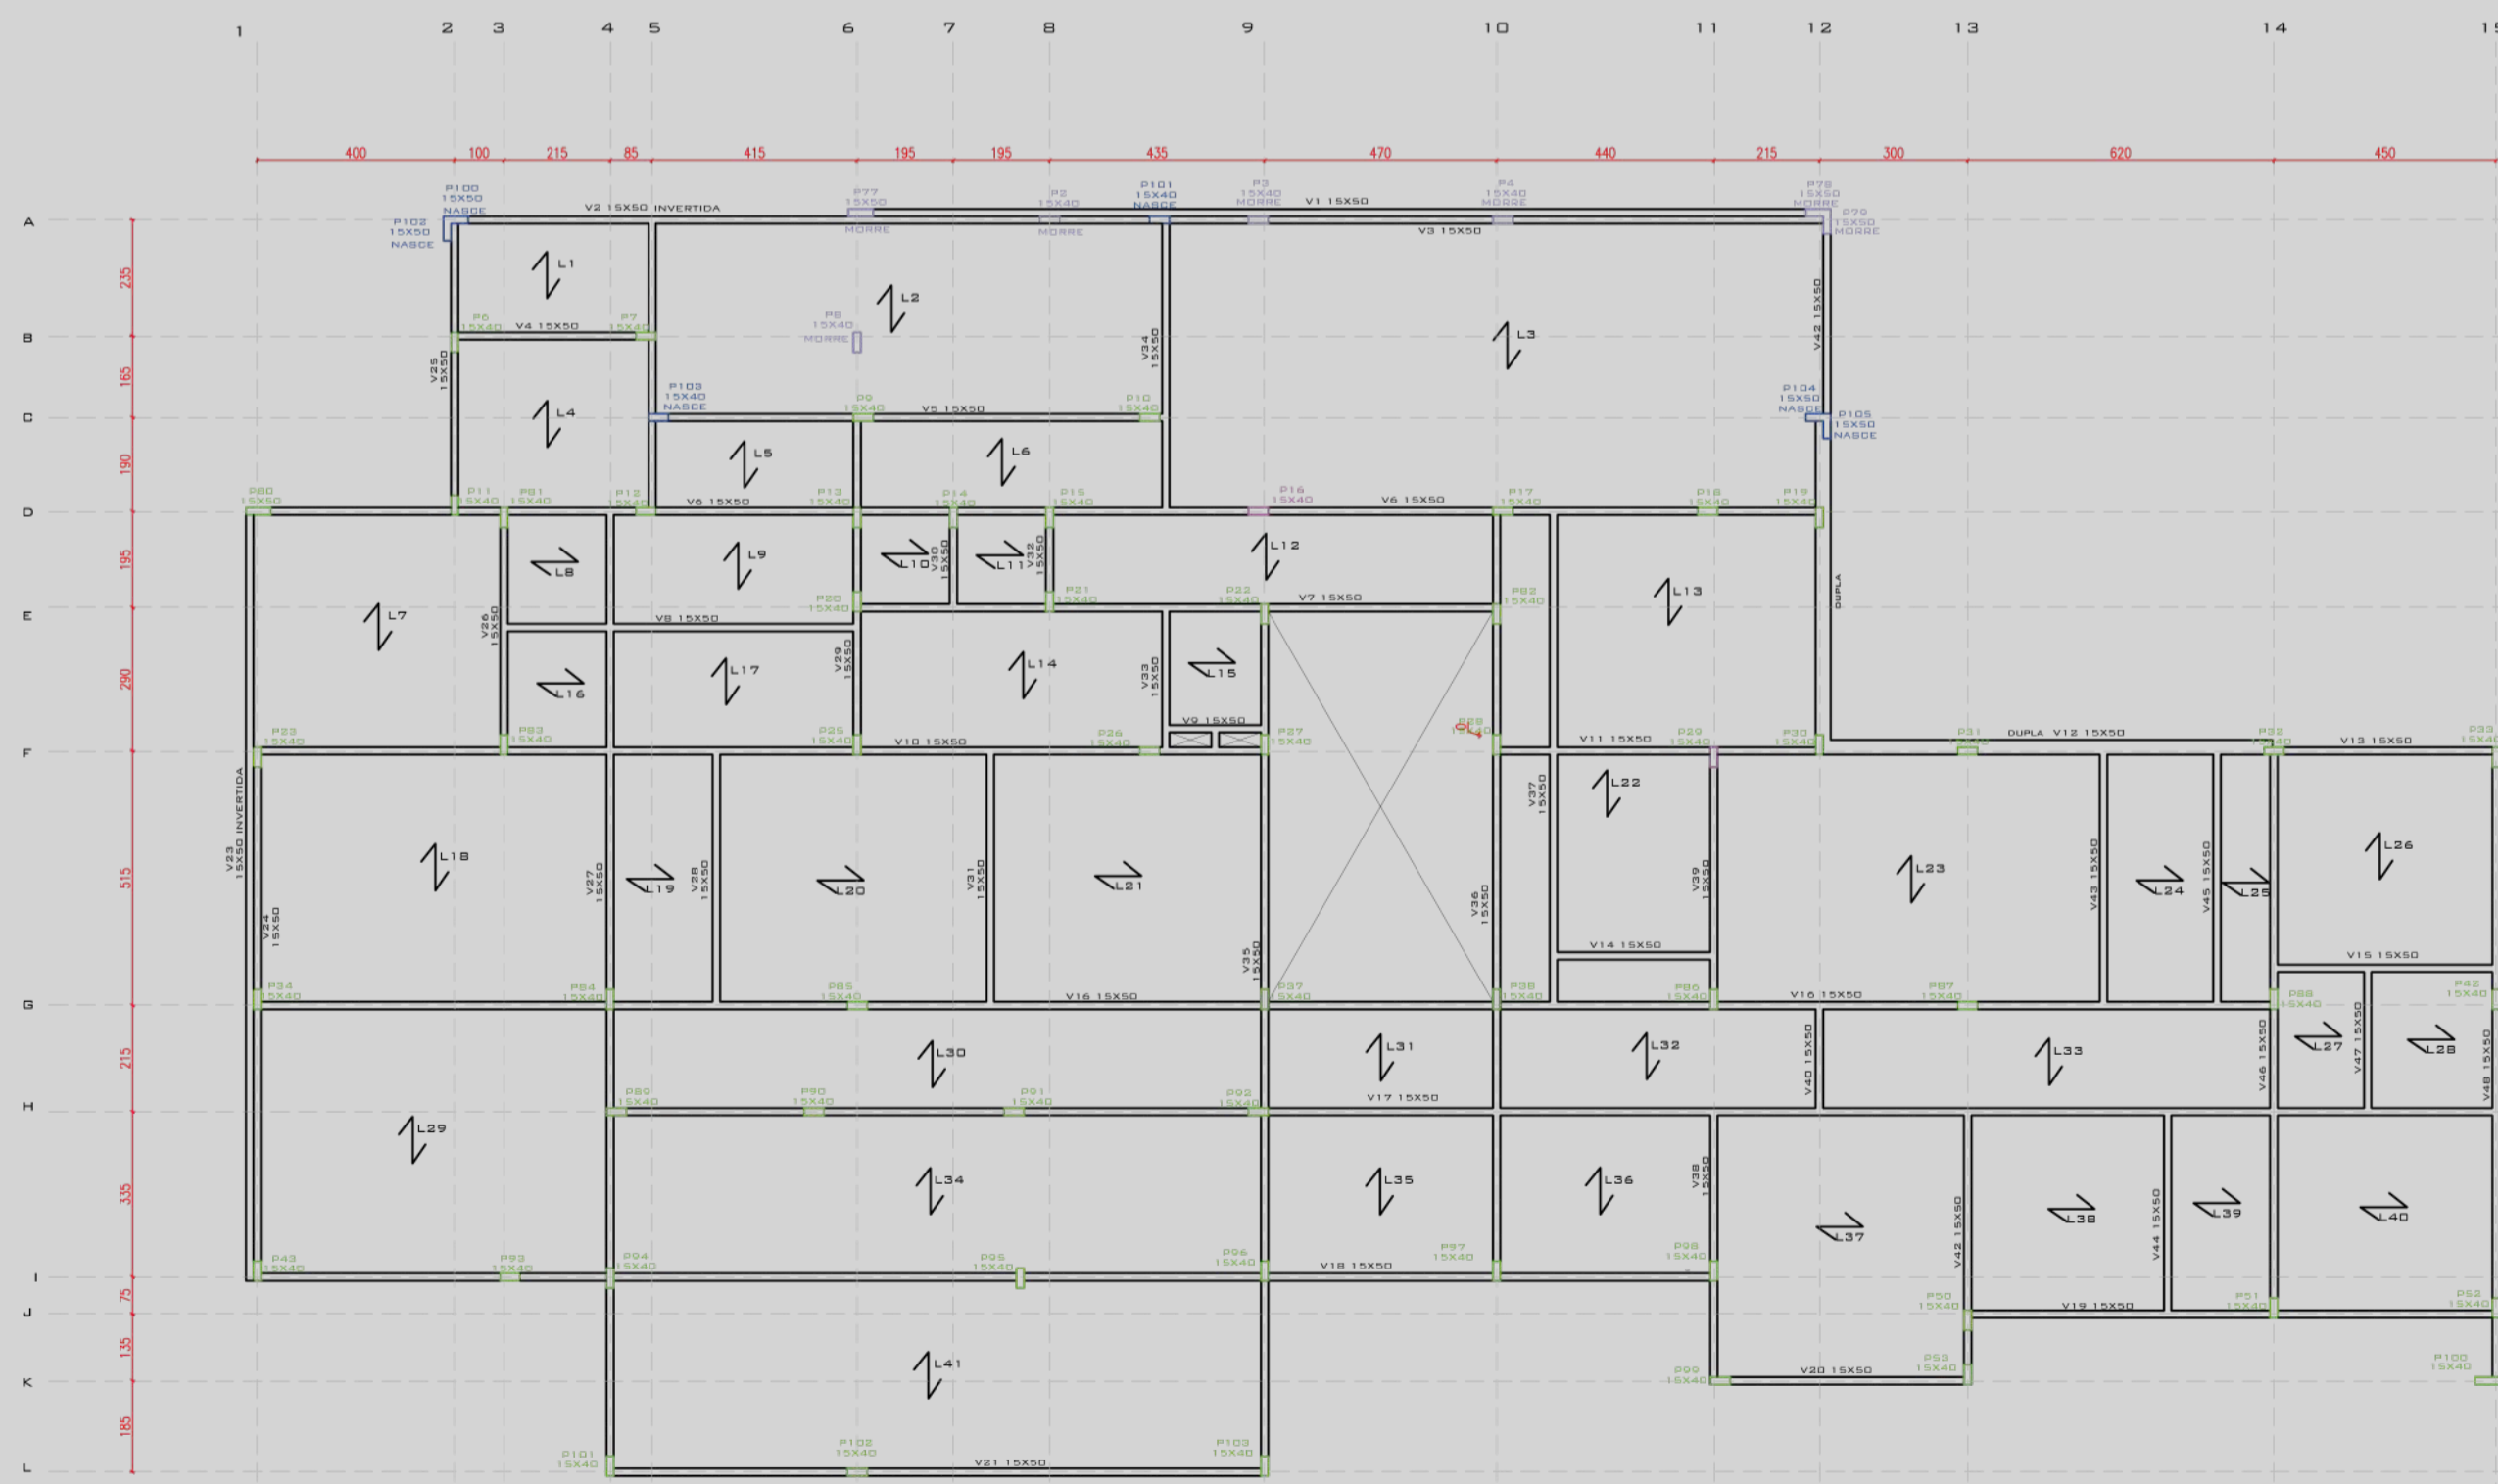 1 2 3 4 5 6 7 8 9 10 11 12 13 14
400 100 215 85 415 195 195 435 470 440 215 300 620 450
A
P100
15X50
NASCE
P102
15X50
NASCE
V2 15X50 INVERTIDA
P77
15X50
MORRE
P2
15X40
MORRE
P101
15X40
NASCE
P3
15X40
MORRE
V1 15X50
P4
15X40
MORRE
V3 15X50
P78
15X50
MORRE
P79
15X50
MORRE
235
L1
L2
L3
V34
15X50
V42 15X50
B
P6
15X40
V4 15X50
P7
15X40
P8
15X40
MORRE
V25
15X50
165
L4
C
P103
15X40
NASCE
P9
15X40
V5 15X50
P10
15X40
P104
15X50
NASCE
P105
15X50
NASCE
190
L5
L6
D
P80
15X50
P11
15X40
P81
15X40
P12
15X40
V6 15X50
P13
15X40
P14
15X40
P15
15X40
P16
15X40
V6 15X50
P17
15X40
P18
15X40
P19
15X40
195
L7
L8
L9
L10
V30
15X50
L11
V32
15X50
L12
L13
DUPLA
E
V26
15X50
V8 15X50
P20
15X40
P21
15X40
P22
15X40
V7 15X50
P82
15X40
290
L16
L17
V29
15X50
L14
V33
15X50
L15
V9 15X50
F
P23
15X40
P83
15X40
P25
15X40
V10 15X50
P26
15X40
P27
15X40
P28
V11 15X50
P29
15X40
P30
15X40
P31
DUPLA V12 15X50
P32
V13 15X50
P33
515
V23
15X50 INVERTIDA
V24
15X50
L18
V27
15X50
L19
V28
15X50
L20
V31
15X50
L21
V35
15X50
V36
15X50
V37
15X50
L22
V39
15X50
L23
V43 15X50
L24
V45 15X50
L25
L26
V14 15X50
V15 15X50
G
P34
15X40
P84
15X40
P85
15X40
V16 15X50
P37
15X40
P38
15X40
P86
15X40
V16 15X50
P87
15X40
P88
15X40
P42
15X40
215
L30
L31
L32
V40 15X50
L33
V46 15X50
L27
V47 15X50
L28
V48 15X50
H
P89
15X40
P90
15X40
P91
15X40
P92
15X40
V17 15X50
335
L29
L34
L35
L36
V38
15X50
L37
V42 15X50
L38
V44 15X50
L39
L40
I
P43
15X40
P93
15X40
P94
15X40
P95
15X40
P96
15X40
V18 15X50
P97
15X40
P98
15X40
75
J
P50
15X40
V19 15X50
P51
15X40
P52
15X40
135
L41
K
P99
15X40
V20 15X50
P53
15X40
P100
15X40
185
L
P101
15X40
P102
15X40
V21 15X50
P103
15X40